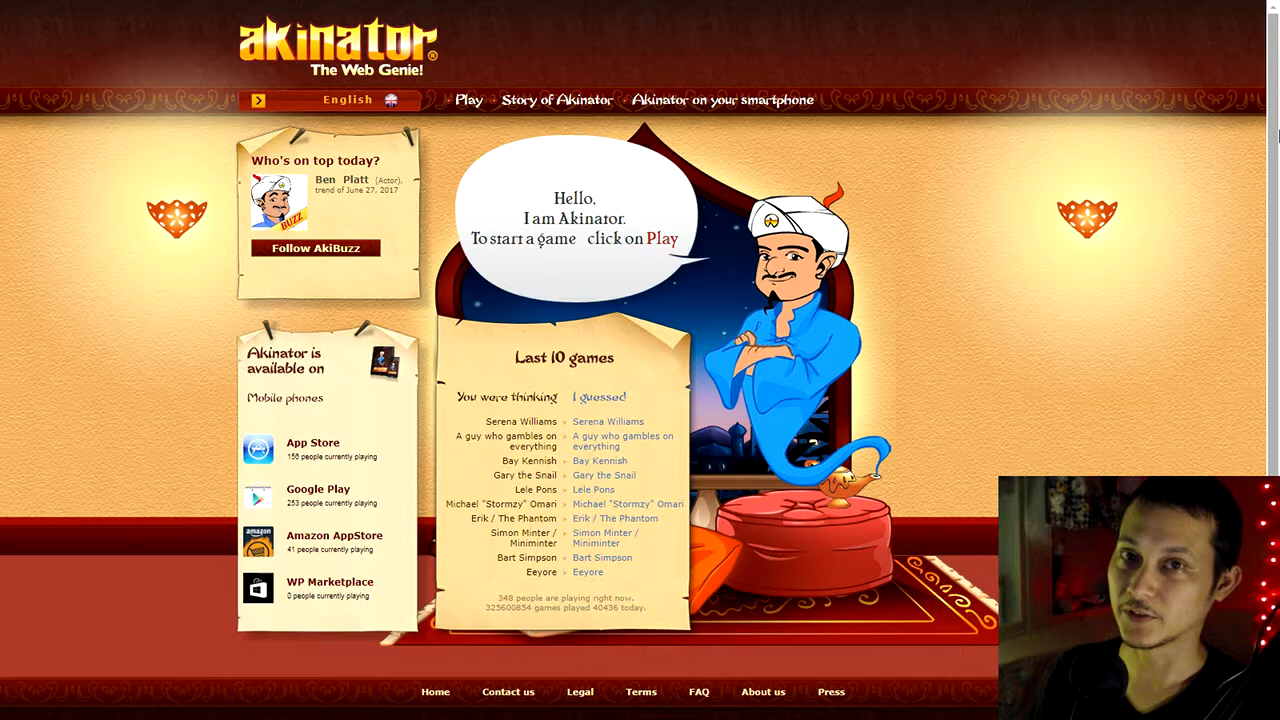 akinator®
The Web Genie!
English
Play
Story of Akinator
Akinator on your smartphone
Who's on top today?
Ben Platt (Actor),
trend of June 27, 2017
BUZZ
Follow AkiBuzz
Hello,
I am Akinator.
To start a game click on Play
Akinator is
available on
Mobile phones
App Store
156 people currently playing
Google Play
253 people currently playing
amazon
Amazon AppStore
41 people currently playing
WP Marketplace
0 people currently playing
Last 10 games
You were thinking I guessed
Serena Williams Serena Williams
A guy who gambles on A guy who gambles on
everything everything
Bay Kennish Bay Kennish
Gary the Snail Gary the Snail
Lele Pons Lele Pons
Michael "Stormzy" Omari Michael "Stormzy" Omari
Erik / The Phantom Erik / The Phantom
Simon Minter / Simon Minter /
Miniminter Miniminter
Bart Simpson Bart Simpson
Eeyore Eeyore
348 people are playing right now.
325600854 games played 40436 today.
Home Contact us Legal Terms FAQ About us Press